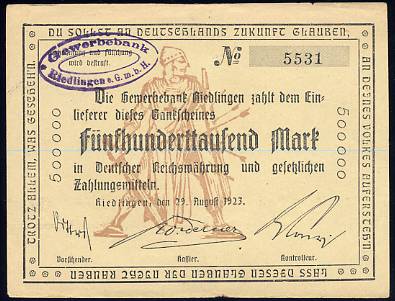 DU SOLLST AN DEUTSCHLANDS ZUKUNFT GLAUBEN,
AN DEINES VOLKES AUFERSTEHN
LASS DIESEN GLAUBEN DIR NICHT RAUBEN
TROTZ ALLEM, WAS GESCHEHN.
Gewerbebank
Riedlingen e.G.m.b.H.
wird bestraft.
№ 5531
Die Gewerbebank Riedlingen zahlt dem Ein-
lieferer dieses Bankscheines
Fünfhunderttausend Mark
in Deutscher Reichswährung und gesetzlichen
Zahlungsmitteln.
Riedlingen, den 29. August 1923.
500000
500000
Vorsitzender.
Kassier.
Kontrolleur.